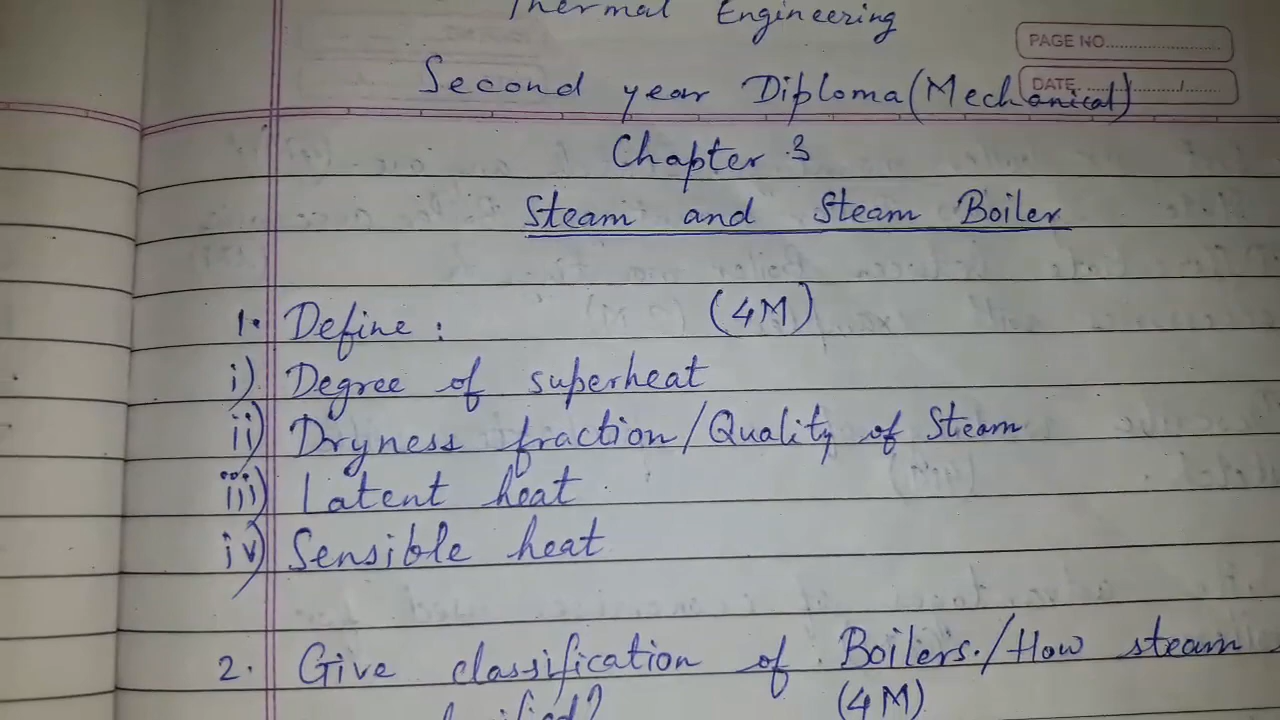 Thermal Engineering
PAGE NO.
Second year Diploma (Mechanical)
DATE
Chapter 3
Steam and Steam Boiler
1. Define : (4M)
i) Degree of superheat
ii) Dryness fraction/Quality of Steam
iii) Latent heat
iv) Sensible heat
2. Give classification of Boilers./How steam
(4M)